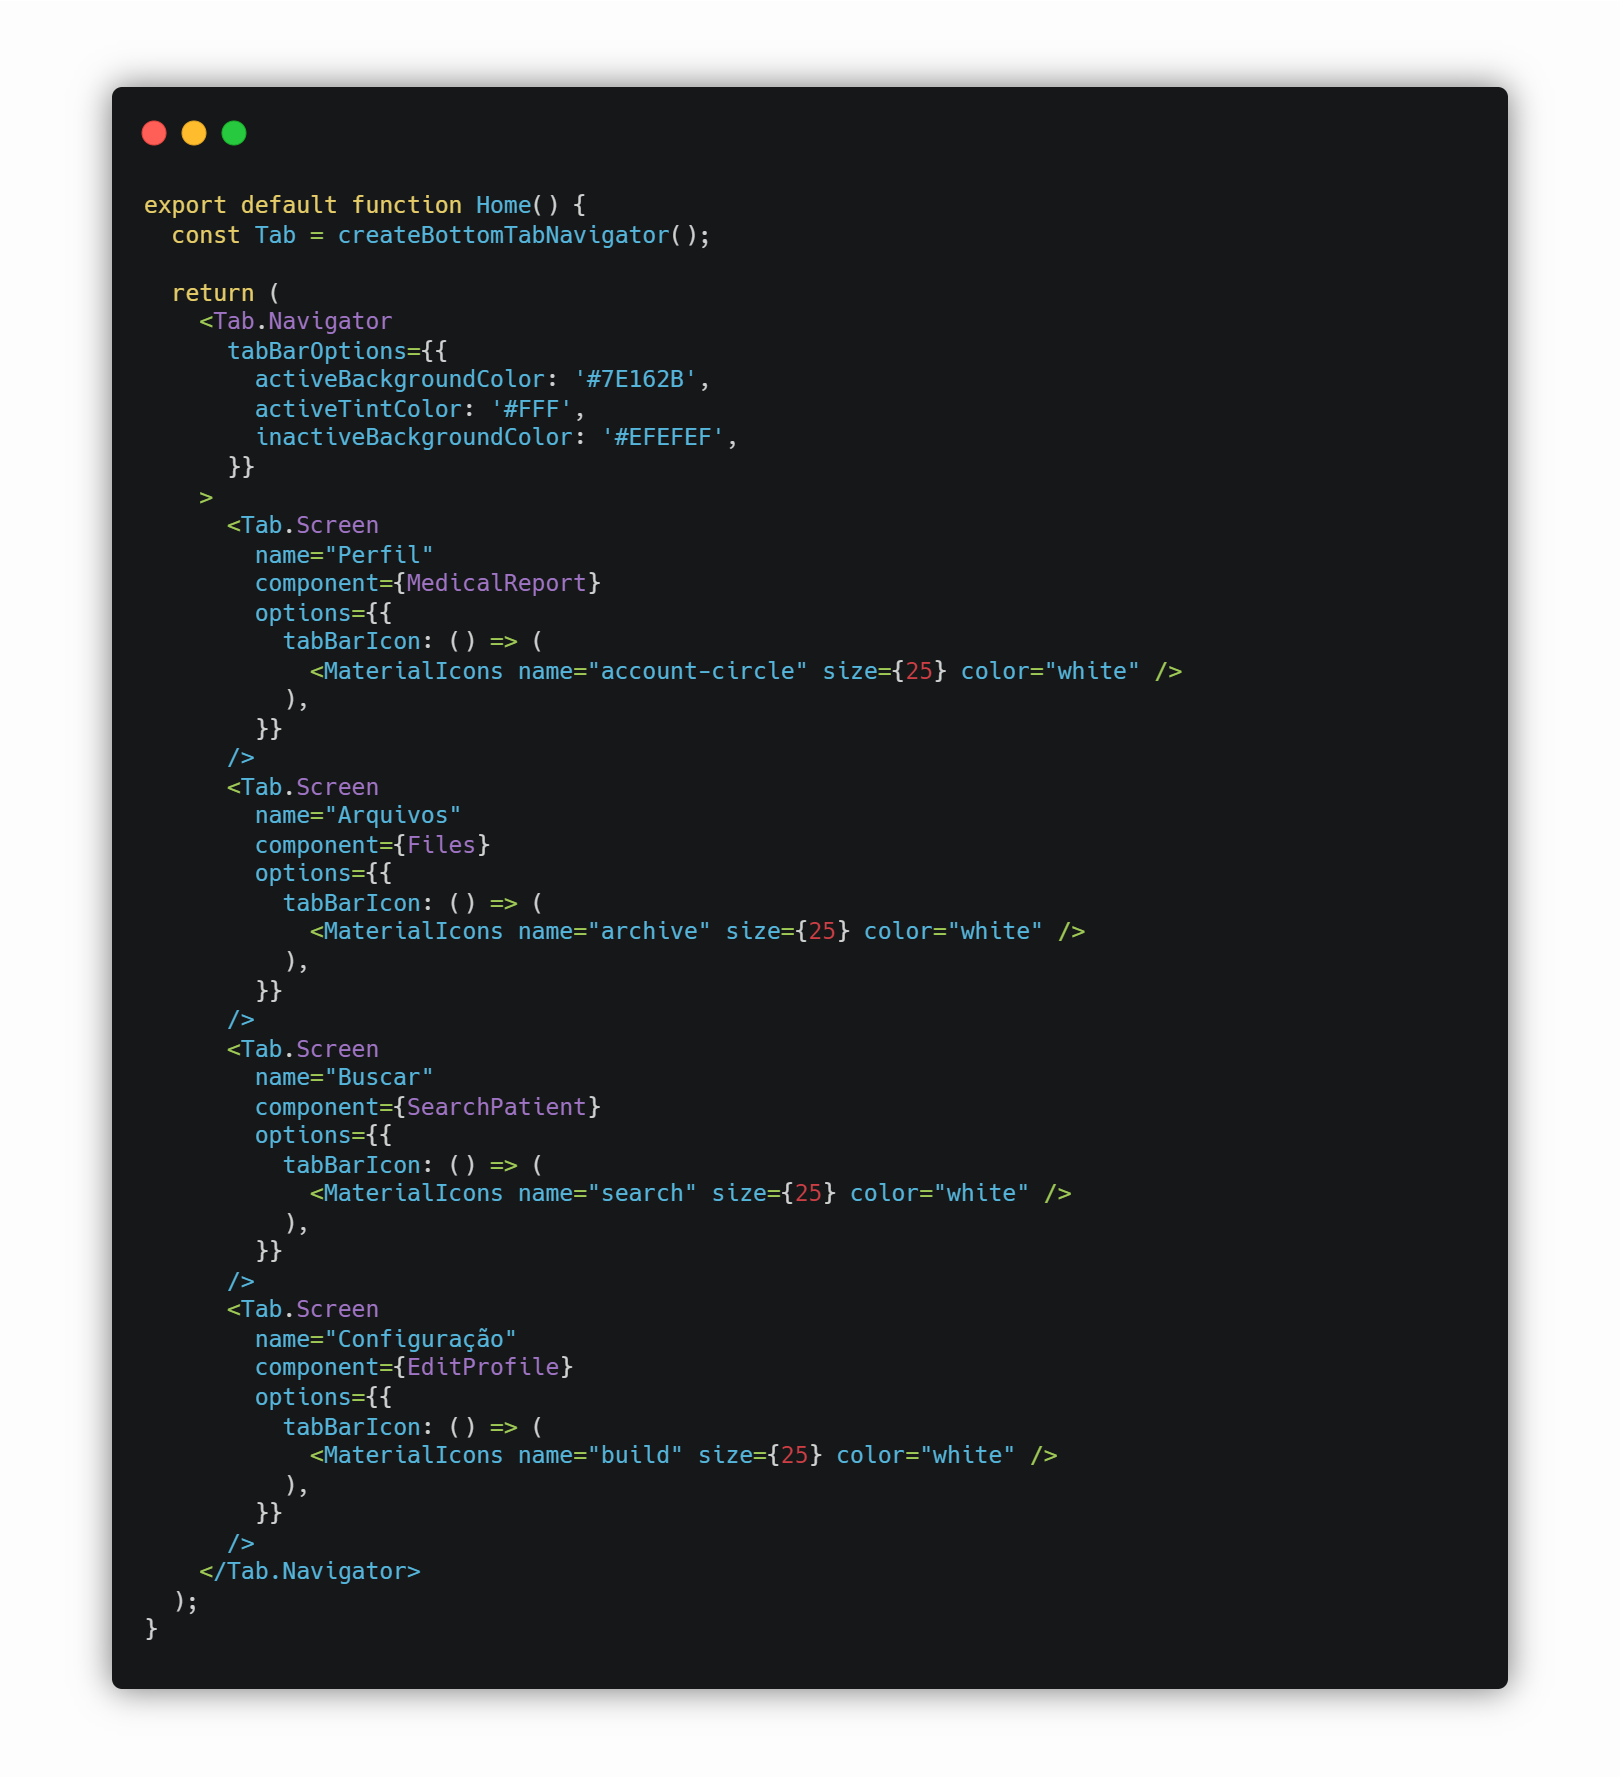 export default function Home() {
  const Tab = createBottomTabNavigator();

  return (
    <Tab.Navigator
      tabBarOptions={{
        activeBackgroundColor: '#7E162B',
        activeTintColor: '#FFF',
        inactiveBackgroundColor: '#EFEFEF',
      }}
    >
      <Tab.Screen
        name="Perfil"
        component={MedicalReport}
        options={{
          tabBarIcon: () => (
            <MaterialIcons name="account-circle" size={25} color="white" />
          ),
        }}
      />
      <Tab.Screen
        name="Arquivos"
        component={Files}
        options={{
          tabBarIcon: () => (
            <MaterialIcons name="archive" size={25} color="white" />
          ),
        }}
      />
      <Tab.Screen
        name="Buscar"
        component={SearchPatient}
        options={{
          tabBarIcon: () => (
            <MaterialIcons name="search" size={25} color="white" />
          ),
        }}
      />
      <Tab.Screen
        name="Configuração"
        component={EditProfile}
        options={{
          tabBarIcon: () => (
            <MaterialIcons name="build" size={25} color="white" />
          ),
        }}
      />
    </Tab.Navigator>
  );
}